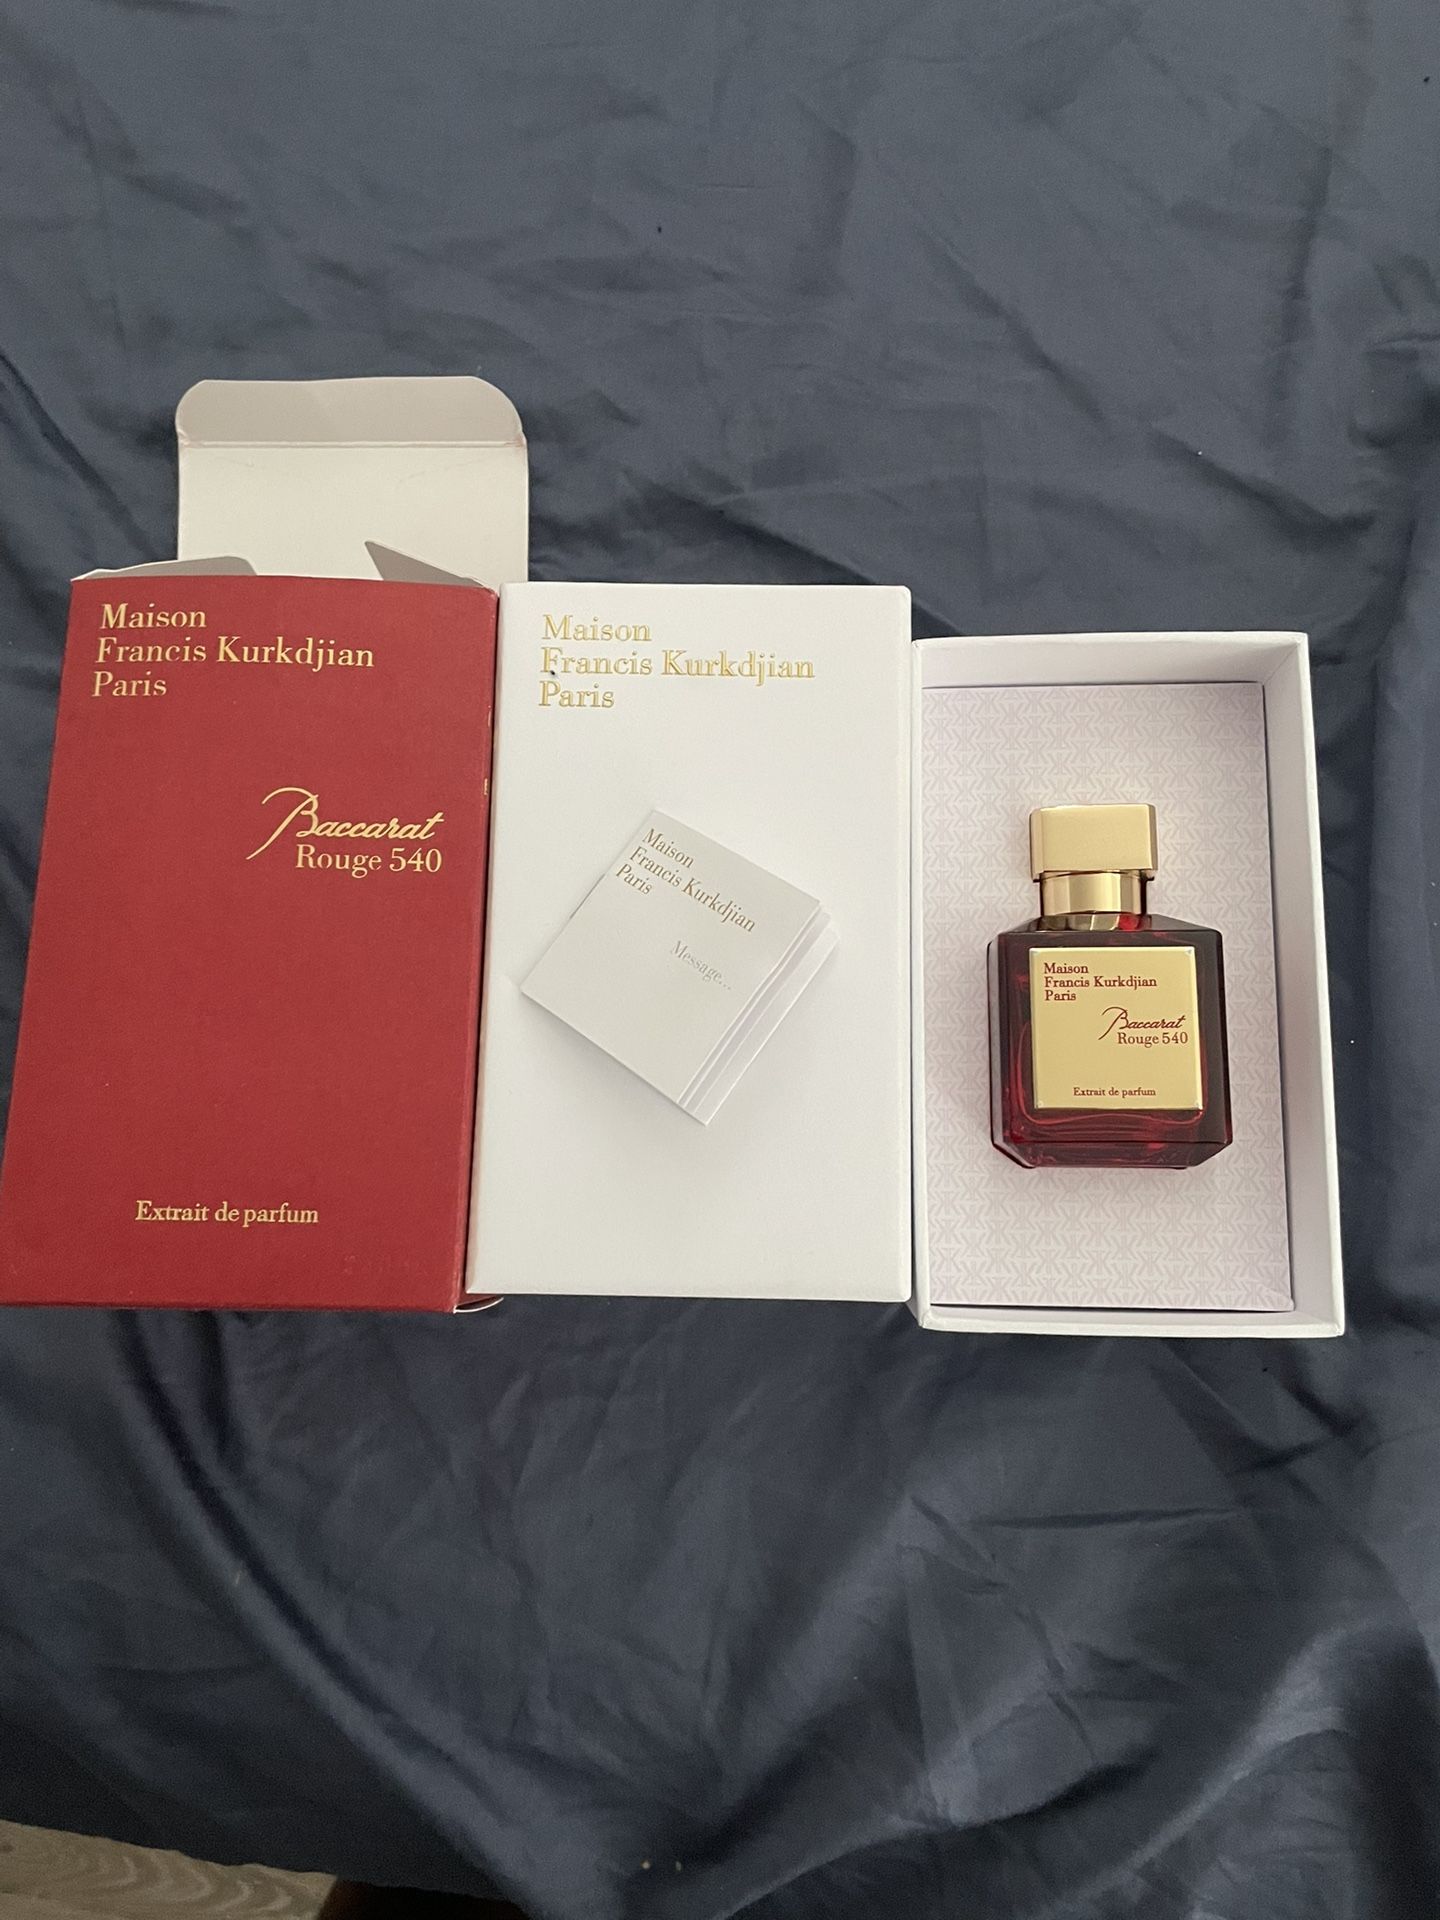 Maison
Francis Kurkdjian
Paris
Baccarat
Rouge 540
Extrait de parfum
Maison
Francis Kurkdjian
Paris
Maison
Francis Kurkdjian
Paris
Message...
Maison
Francis Kurkdjian
Paris
Baccarat
Rouge 540
Extrait de parfum